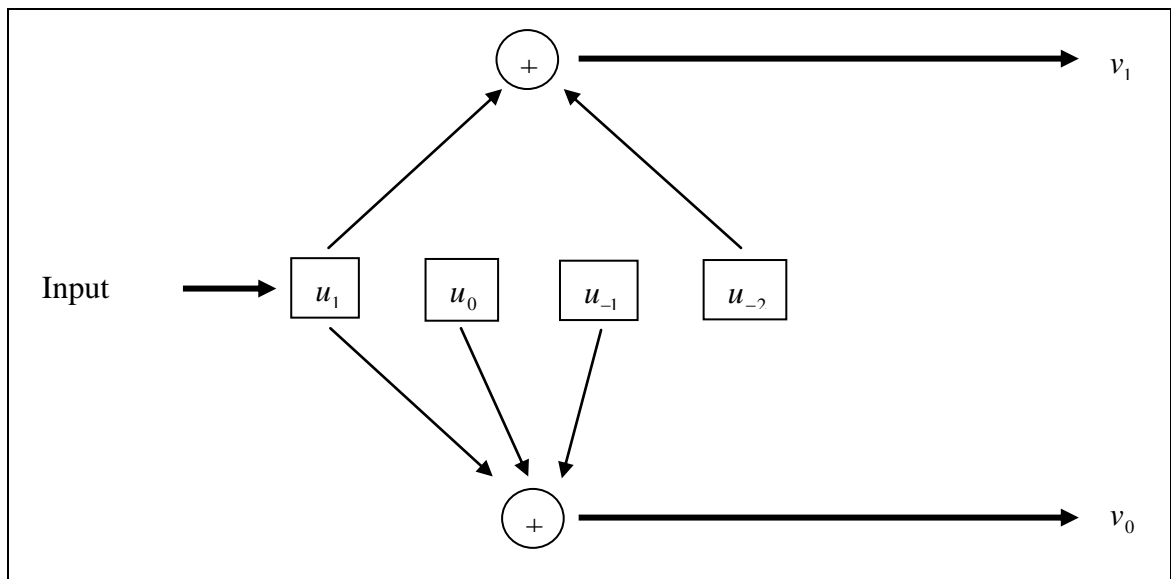 +
v₁
Input u₁ u₀ u₋₁ u₋₂
+
v₀